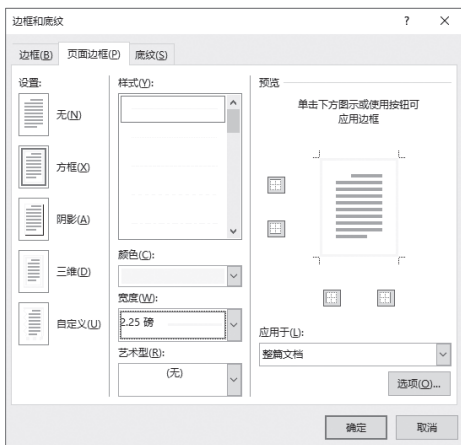 边框和底纹
? ×
边框(B) 页面边框(P) 底纹(S)
设置:
无(N)
方框(X)
阴影(A)
三维(D)
自定义(U)
样式(Y):
颜色(C):
宽度(W):
2.25 磅
艺术型(R):
(无)
预览
单击下方图示或使用按钮可
应用边框
应用于(L):
整篇文档
选项(O)...
确定 取消